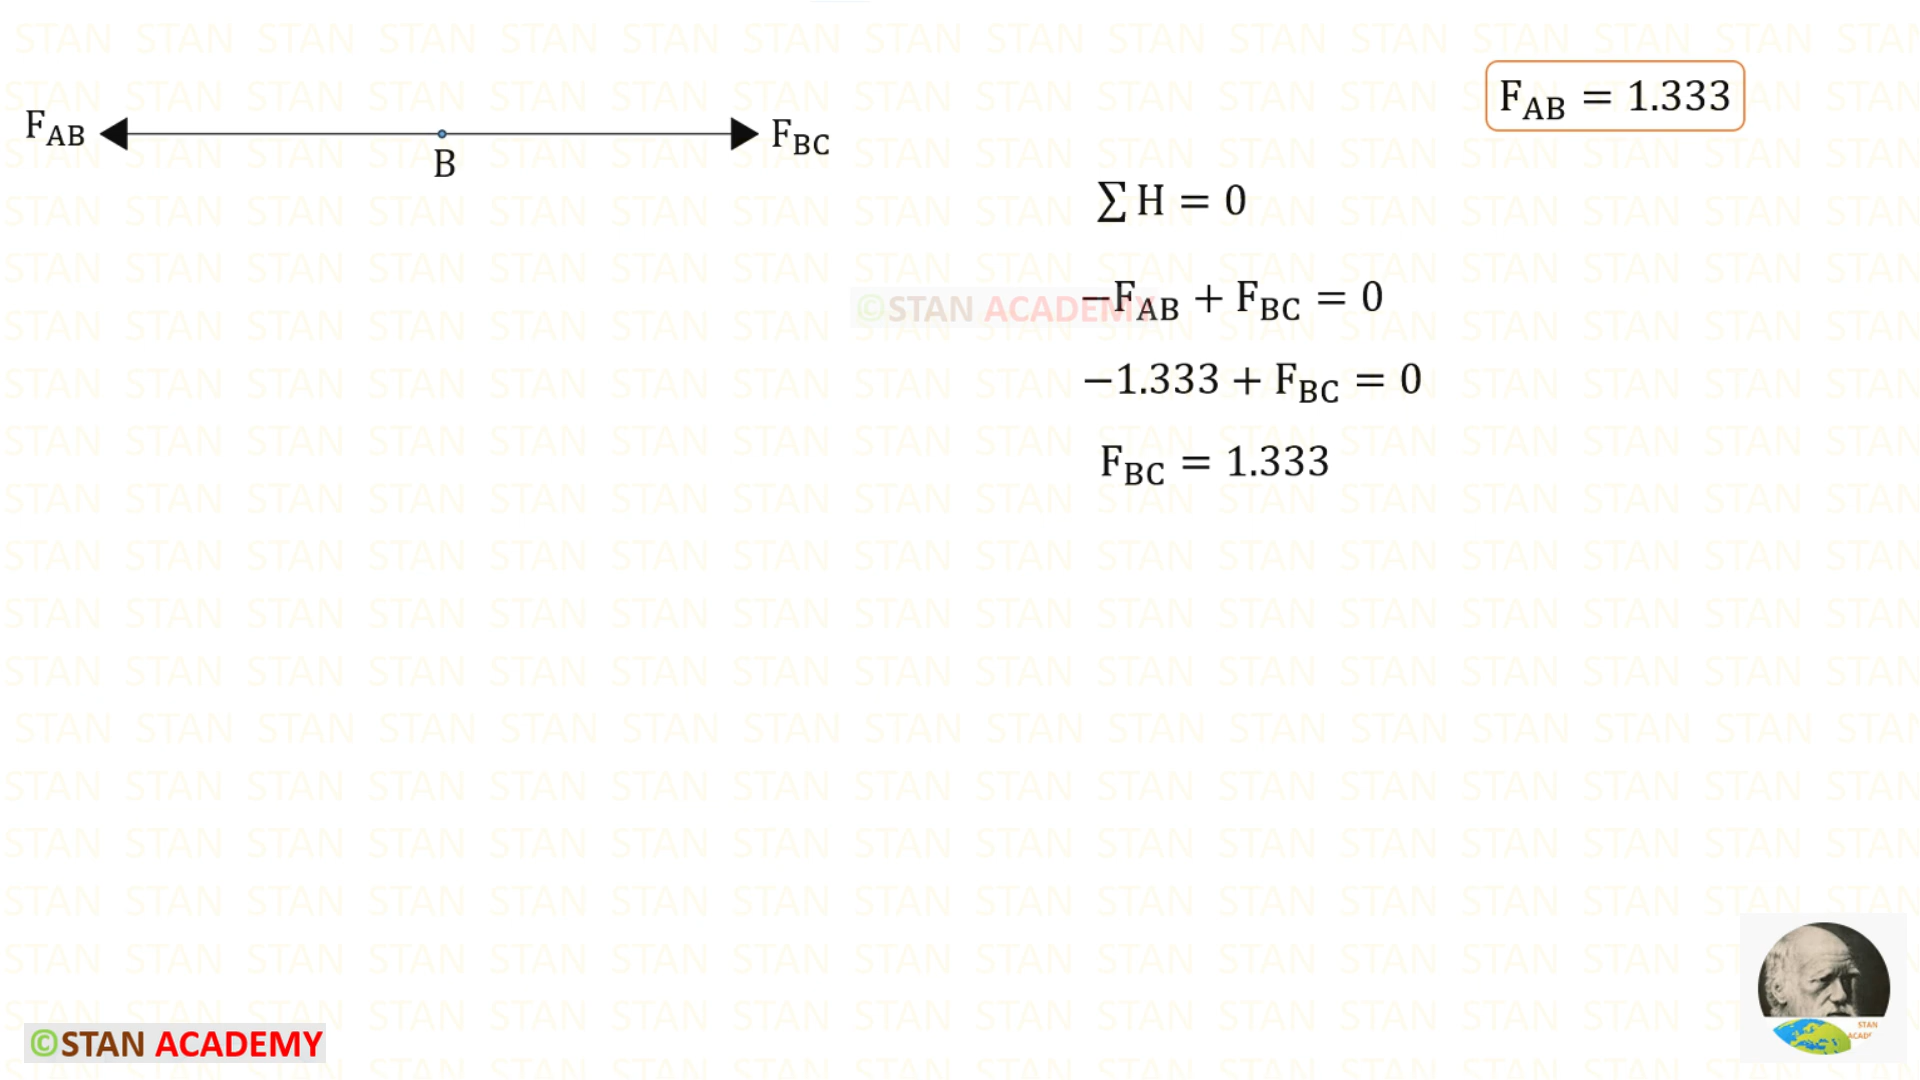 F_AB = 1.333
F_AB
F_BC
B
∑ H = 0
−F_AB + F_BC = 0
−1.333 + F_BC = 0
F_BC = 1.333
©STAN ACADEMY
©STAN ACADEMY
STAN